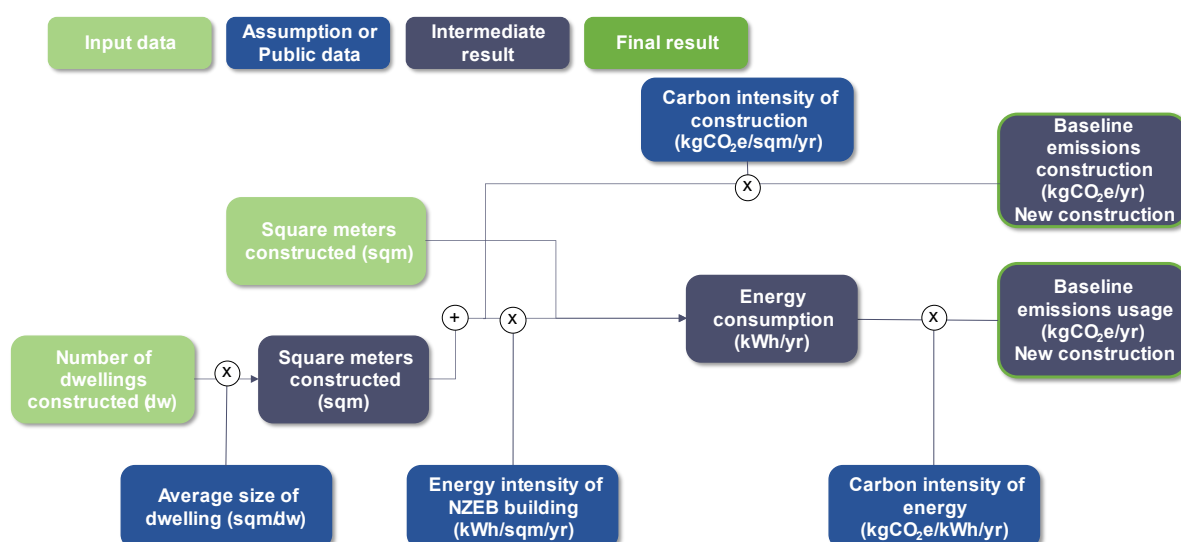 Input data
Assumption or
Public data
Intermediate
result
Final result
Carbon intensity of
construction
(kgCO₂e/sqm/yr)
Baseline
emissions
construction
(kgCO₂e/yr)
New construction
X
Square meters
constructed (sqm)
Energy
consumption
(kWh/yr)
Baseline
emissions usage
(kgCO₂e/yr)
New construction
+
X
X
Number of
dwellings
constructed (dw)
X
Square meters
constructed
(sqm)
Average size of
dwelling (sqm/dw)
Energy intensity of
NZEB building
(kWh/sqm/yr)
Carbon intensity of
energy
(kgCO₂e/kWh/yr)